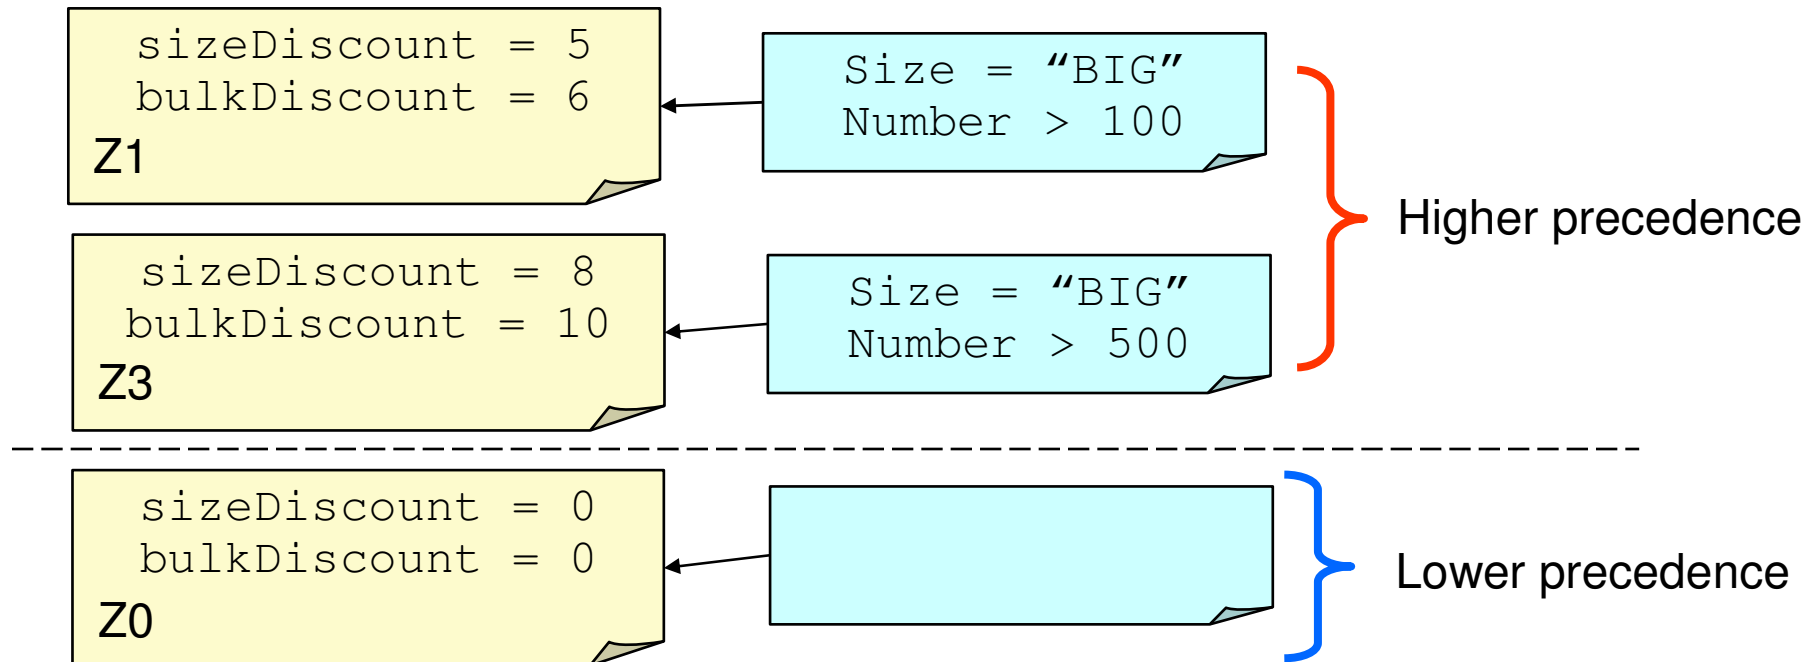 sizeDiscount = 5
bulkDiscount = 6
Z1
Size = “BIG”
Number > 100
Higher precedence
sizeDiscount = 8
bulkDiscount = 10
Z3
Size = “BIG”
Number > 500
sizeDiscount = 0
bulkDiscount = 0
Z0
Lower precedence